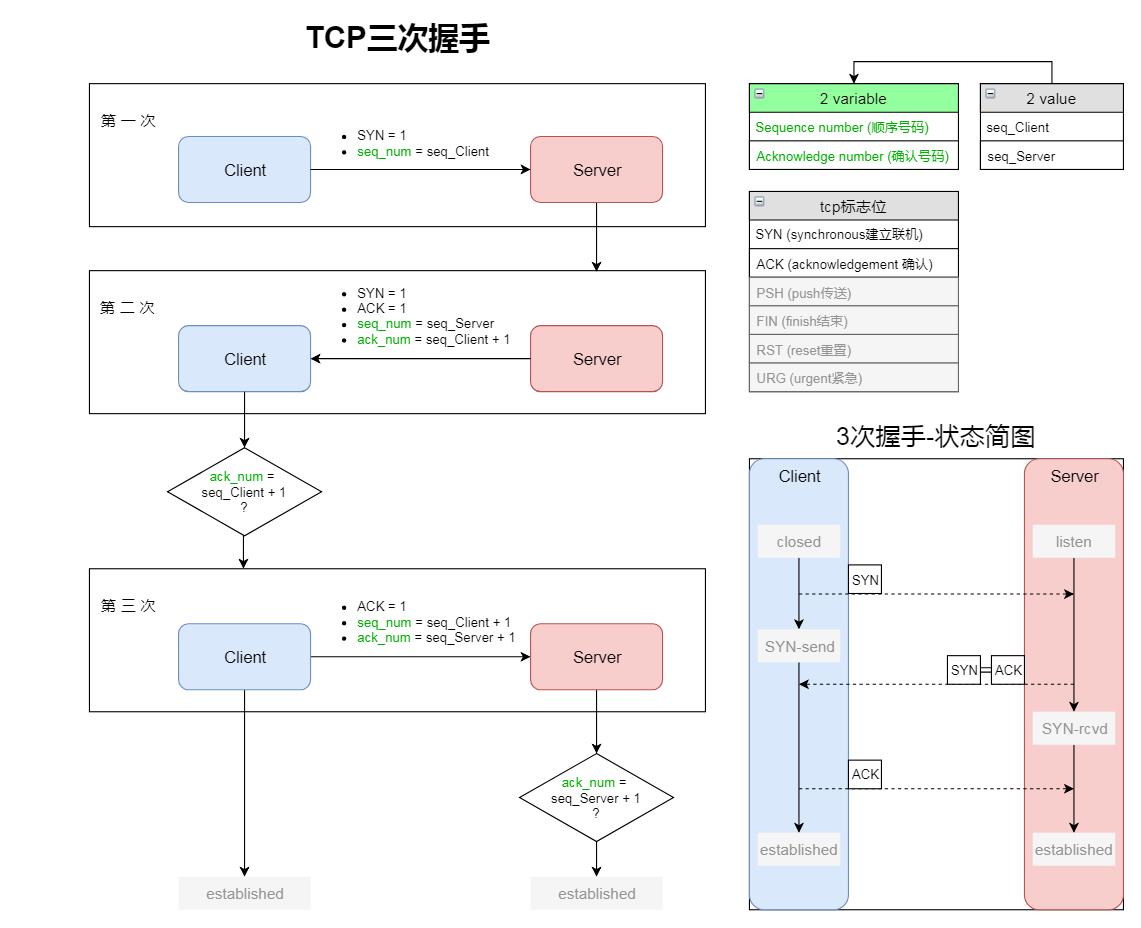 TCP三次握手
第 一 次
Client
SYN = 1
seq_num = seq_Client
Server
第 二 次
SYN = 1
ACK = 1
seq_num = seq_Server
ack_num = seq_Client + 1
Client
Server
ack_num =
seq_Client + 1
?
第 三 次
ACK = 1
seq_num = seq_Client + 1
ack_num = seq_Server + 1
Client
Server
ack_num =
seq_Server + 1
?
established
established
2 variable
Sequence number (顺序号码)
Acknowledge number (确认号码)
2 value
seq_Client
seq_Server
tcp标志位
SYN (synchronous建立联机)
ACK (acknowledgement 确认)
PSH (push传送)
FIN (finish结束)
RST (reset重置)
URG (urgent紧急)
3次握手-状态简图
Client
Server
closed
listen
SYN
SYN-send
SYN
ACK
SYN-rcvd
ACK
established
established